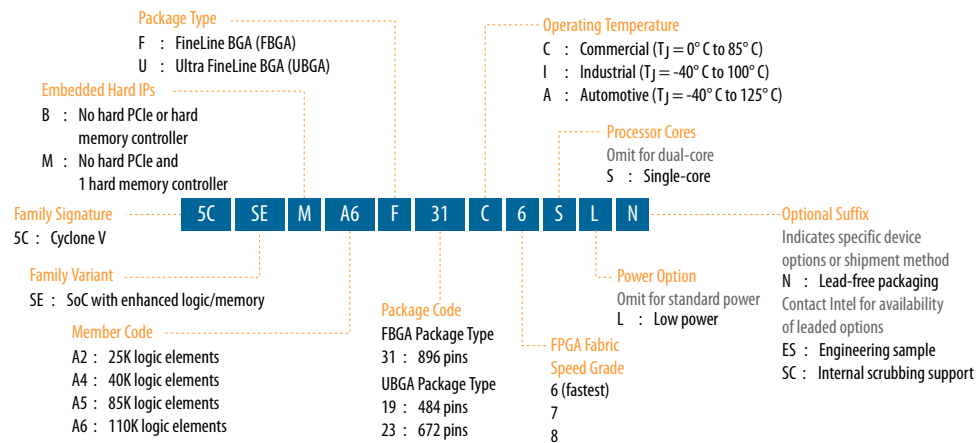 Package Type
F : FineLine BGA (FBGA)
U : Ultra FineLine BGA (UBGA)
Embedded Hard IPs
B : No hard PCIe or hard
memory controller
M : No hard PCIe and
1 hard memory controller
Operating Temperature
C : Commercial (TJ = 0° C to 85° C)
I : Industrial (TJ = -40° C to 100° C)
A : Automotive (TJ = -40° C to 125° C)
Processor Cores
Omit for dual-core
S : Single-core
5C SE M A6 F 31 C 6 S L N
Family Signature
5C : Cyclone V
Family Variant
SE : SoC with enhanced logic/memory
Member Code
A2 : 25K logic elements
A4 : 40K logic elements
A5 : 85K logic elements
A6 : 110K logic elements
Package Code
FBGA Package Type
31 : 896 pins
UBGA Package Type
19 : 484 pins
23 : 672 pins
FPGA Fabric
Speed Grade
6 (fastest)
7
8
Power Option
Omit for standard power
L : Low power
Optional Suffix
Indicates specific device
options or shipment method
N : Lead-free packaging
Contact Intel for availability
of leaded options
ES : Engineering sample
SC : Internal scrubbing support